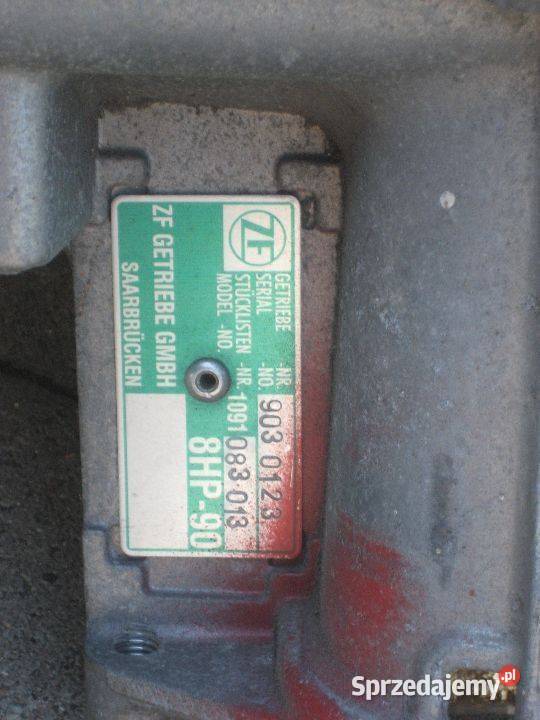 ZF
GETRIEBE -NR.
SERIAL -NO. 903 0123
STÜCKLISTEN -NR. 1091 083 013
MODEL -NO.
8HP-90
ZF GETRIEBE GMBH
SAARBRÜCKEN
Sprzedajemy.pl